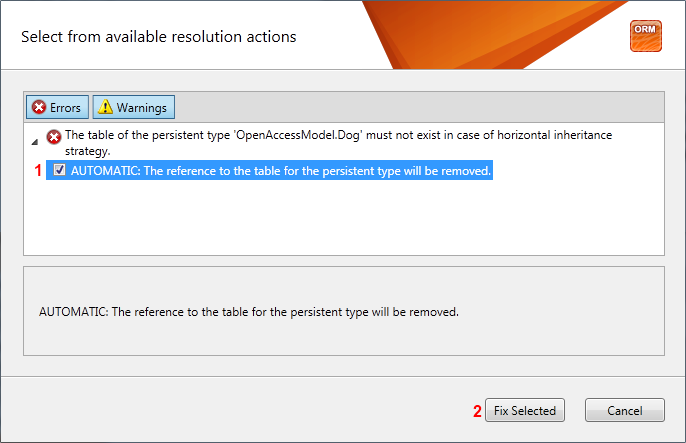 Select from available resolution actions
ORM
Errors
Warnings
The table of the persistent type 'OpenAccessModel.Dog' must not exist in case of horizontal inheritance
strategy.
1
AUTOMATIC: The reference to the table for the persistent type will be removed.
AUTOMATIC: The reference to the table for the persistent type will be removed.
2
Fix Selected
Cancel